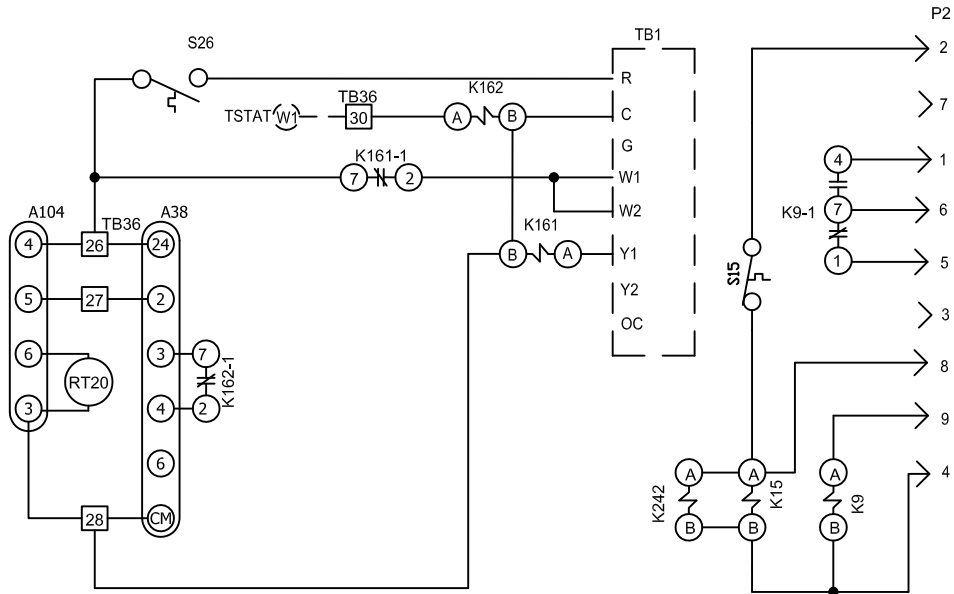 P2
S26
TB1
2
R
K162
TB36
TSTAT
W1
30
A
B
C
7
G
K161-1
4
1
7
2
W1
K9-1
7
6
A104
TB36
A38
W2
K161
4
26
24
B
A
Y1
1
5
S15
5
27
2
Y2
OC
3
6
3
7
8
RT20
K162-1
3
4
2
9
6
A
A
A
4
K242
K15
K9
28
CM
B
B
B